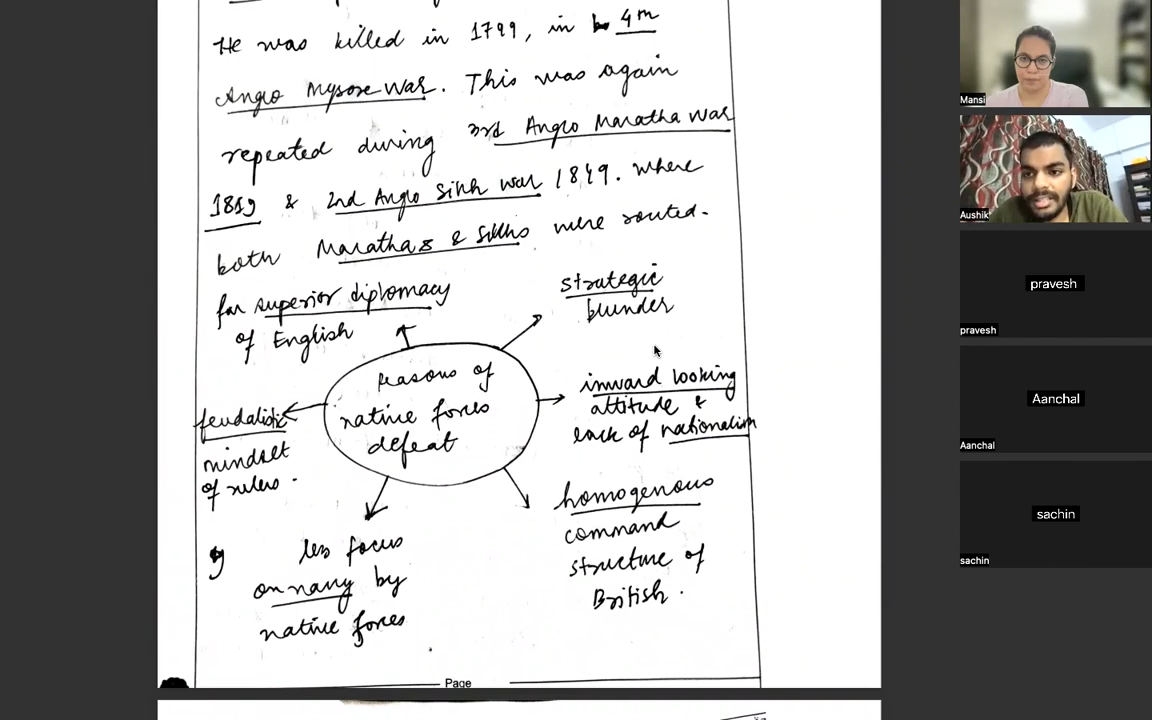 He was killed in 1799, in 4th
Anglo Mysore War. This was again
repeated during 3rd Anglo Maratha War
1819 & 2nd Anglo Sikh War 1849. Where
both Marathas & Sikhs were routed.
far superior diplomacy
of English
strategic
blunder
reasons of
native forces
defeat
inward looking
attitude &
lack of nationalism
feudalistic
mindset
of rulers.
homogenous
command
structure of
British.
less focus
on navy by
native forces
Page
Mansi
Aushik
pravesh
pravesh
Aanchal
Aanchal
sachin
sachin